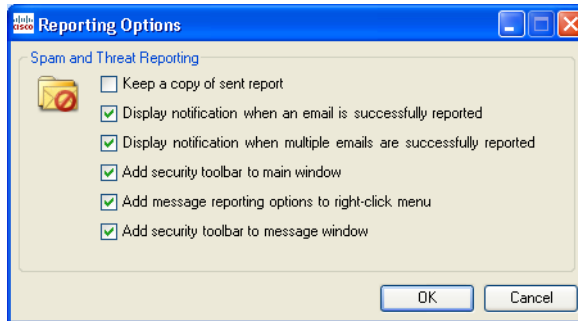 cisco Reporting Options
Spam and Threat Reporting
Keep a copy of sent report
Display notification when an email is successfully reported
Display notification when multiple emails are successfully reported
Add security toolbar to main window
Add message reporting options to right-click menu
Add security toolbar to message window
OK Cancel